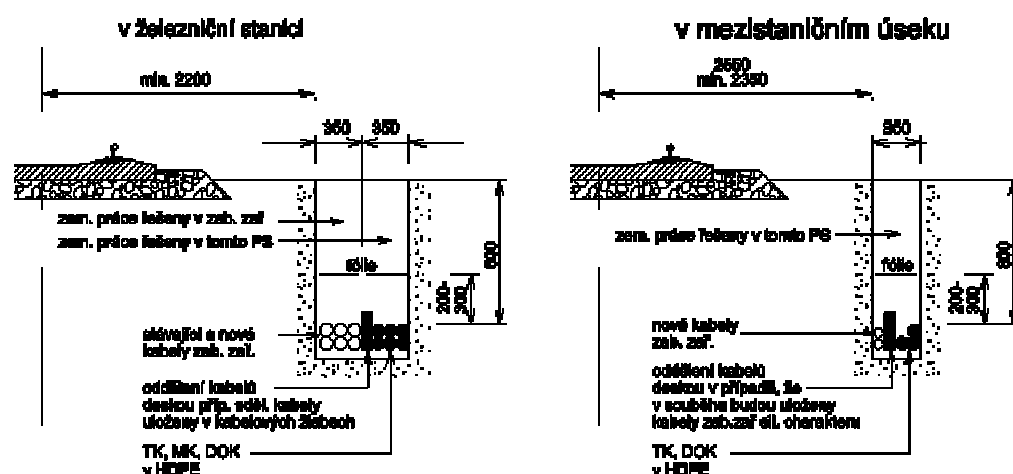 v železniční stanici
min. 2200
350 350
zem. práce řešeny v zab. zař
zem. práce řešeny v tomto PS
fólie
800
200-
300
stávající a nové
kabely zab. zař.
oddělení kabelů
deskou příp. sděl. kabely
uloženy v kabelových žlabech
TK, MK, DOK
v HDPE
v mezistaničním úseku
2550
min. 2350
350
zem. práce řešeny v tomto PS
fólie
800
200-
300
nové kabely
zab. zař.
oddělení kabelů
deskou v případě, že
v souběhu budou uloženy
kabely zab.zař sil. charakteru
TK, DOK
v HDPE